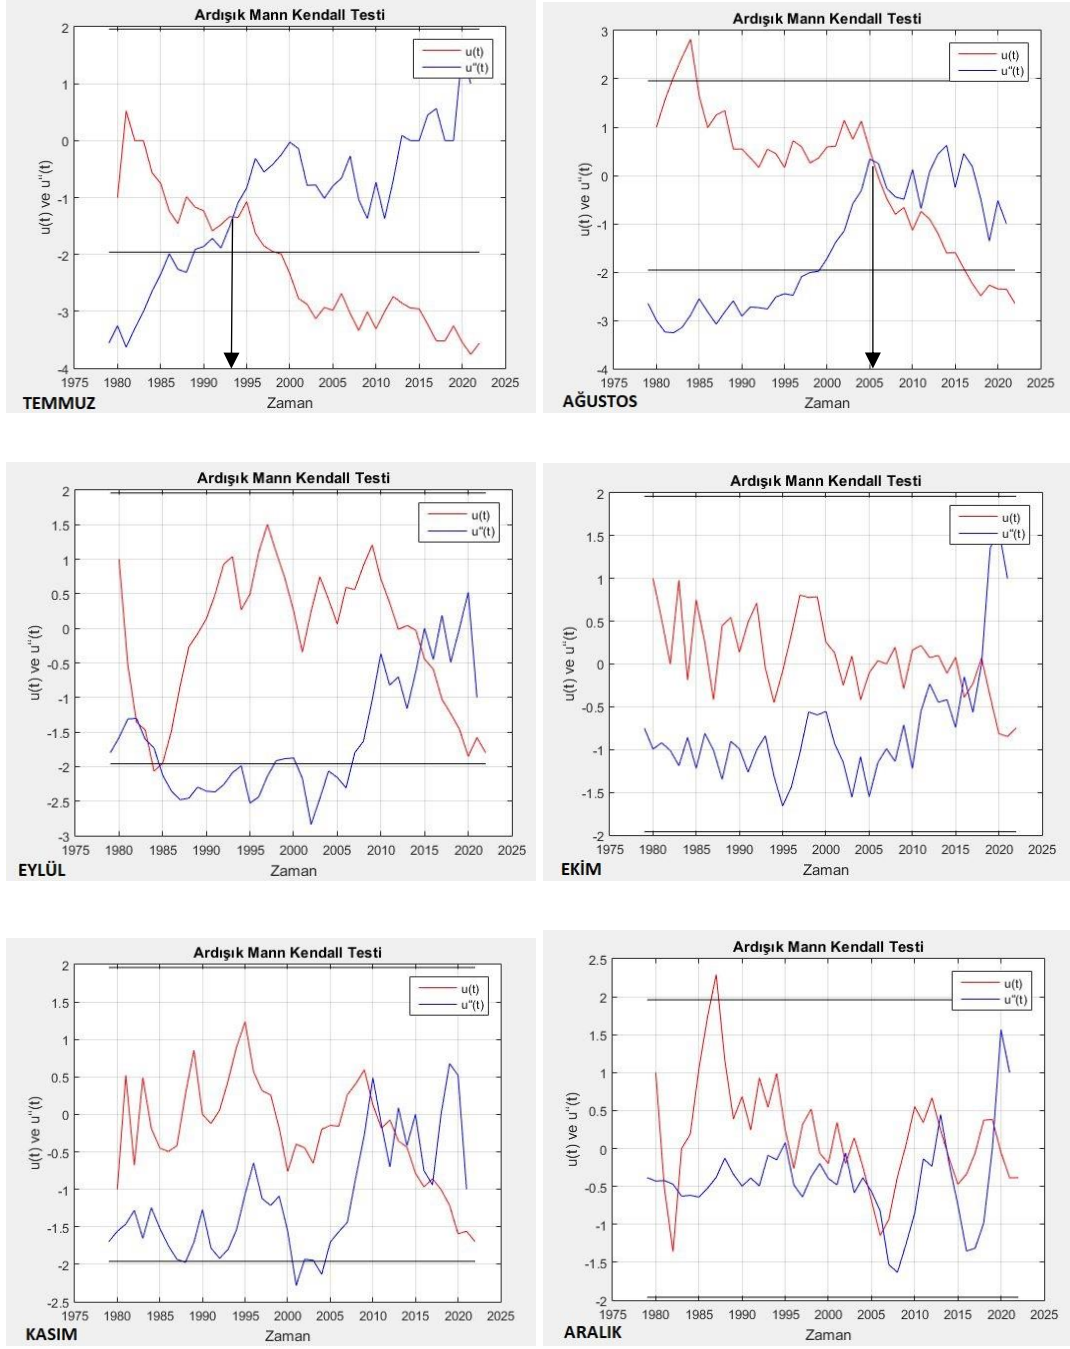 Ardışık Mann Kendall Testi
u(t) ve u"(t)
2
1
0
-1
-2
-3
-4
u(t)
u"(t)
1975 1980 1985 1990 1995 2000 2005 2010 2015 2020 2025
Zaman
TEMMUZ
Ardışık Mann Kendall Testi
u(t) ve u"(t)
3
2
1
0
-1
-2
-3
-4
u(t)
u"(t)
1975 1980 1985 1990 1995 2000 2005 2010 2015 2020 2025
Zaman
AĞUSTOS
Ardışık Mann Kendall Testi
u(t) ve u"(t)
2
1.5
1
0.5
0
-0.5
-1
-1.5
-2
-2.5
-3
u(t)
u"(t)
1975 1980 1985 1990 1995 2000 2005 2010 2015 2020 2025
Zaman
EYLÜL
Ardışık Mann Kendall Testi
u(t) ve u"(t)
2
1.5
1
0.5
0
-0.5
-1
-1.5
-2
u(t)
u"(t)
1975 1980 1985 1990 1995 2000 2005 2010 2015 2020 2025
Zaman
EKİM
Ardışık Mann Kendall Testi
u(t) ve u"(t)
2
1.5
1
0.5
0
-0.5
-1
-1.5
-2
-2.5
u(t)
u"(t)
1975 1980 1985 1990 1995 2000 2005 2010 2015 2020 2025
Zaman
KASIM
Ardışık Mann Kendall Testi
u(t) ve u"(t)
2.5
2
1.5
1
0.5
0
-0.5
-1
-1.5
-2
u(t)
u"(t)
1975 1980 1985 1990 1995 2000 2005 2010 2015 2020 2025
Zaman
ARALIK